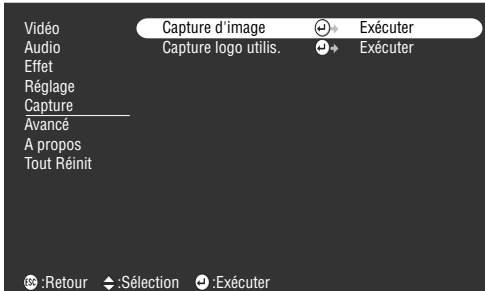 Vidéo
Audio
Effet
Réglage
Capture
Avancé
A propos
Tout Réinit
Capture d'image Exécuter
Capture logo utilis. Exécuter
ESC :Retour :Sélection :Exécuter